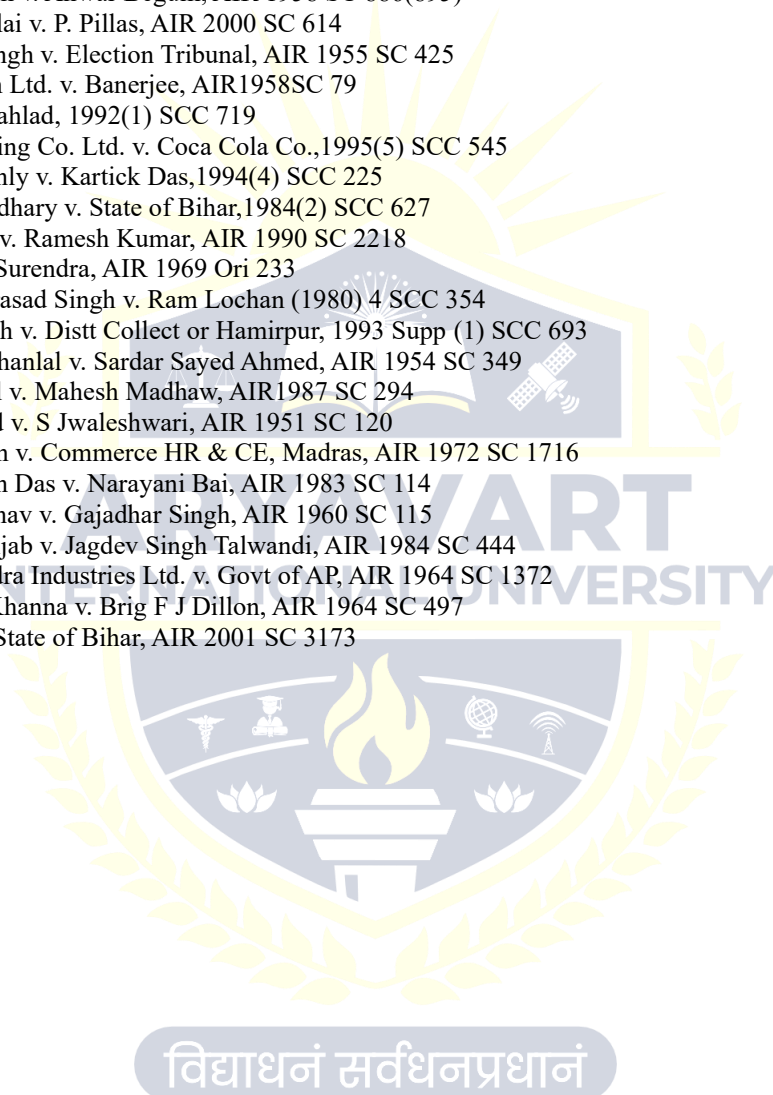 lai v. P. Pillas, AIR 2000 SC 614
ngh v. Election Tribunal, AIR 1955 SC 425
n Ltd. v. Banerjee, AIR1958SC 79
ahlad, 1992(1) SCC 719
ing Co. Ltd. v. Coca Cola Co.,1995(5) SCC 545
nly v. Kartick Das,1994(4) SCC 225
dhary v. State of Bihar,1984(2) SCC 627
v. Ramesh Kumar, AIR 1990 SC 2218
Surendra, AIR 1969 Ori 233
rasad Singh v. Ram Lochan (1980) 4 SCC 354
h v. Distt Collect or Hamirpur, 1993 Supp (1) SCC 693
hanlal v. Sardar Sayed Ahmed, AIR 1954 SC 349
l v. Mahesh Madhaw, AIR1987 SC 294
d v. S Jwaleshwari, AIR 1951 SC 120
n v. Commerce HR & CE, Madras, AIR 1972 SC 1716
n Das v. Narayani Bai, AIR 1983 SC 114
hav v. Gajadhar Singh, AIR 1960 SC 115
jab v. Jagdev Singh Talwandi, AIR 1984 SC 444
dra Industries Ltd. v. Govt of AP, AIR 1964 SC 1372
Khanna v. Brig F J Dillon, AIR 1964 SC 497
State of Bihar, AIR 2001 SC 3173
ARYAVART
INTERNATIONAL UNIVERSITY
विद्याधनं सर्वधनप्रधानं